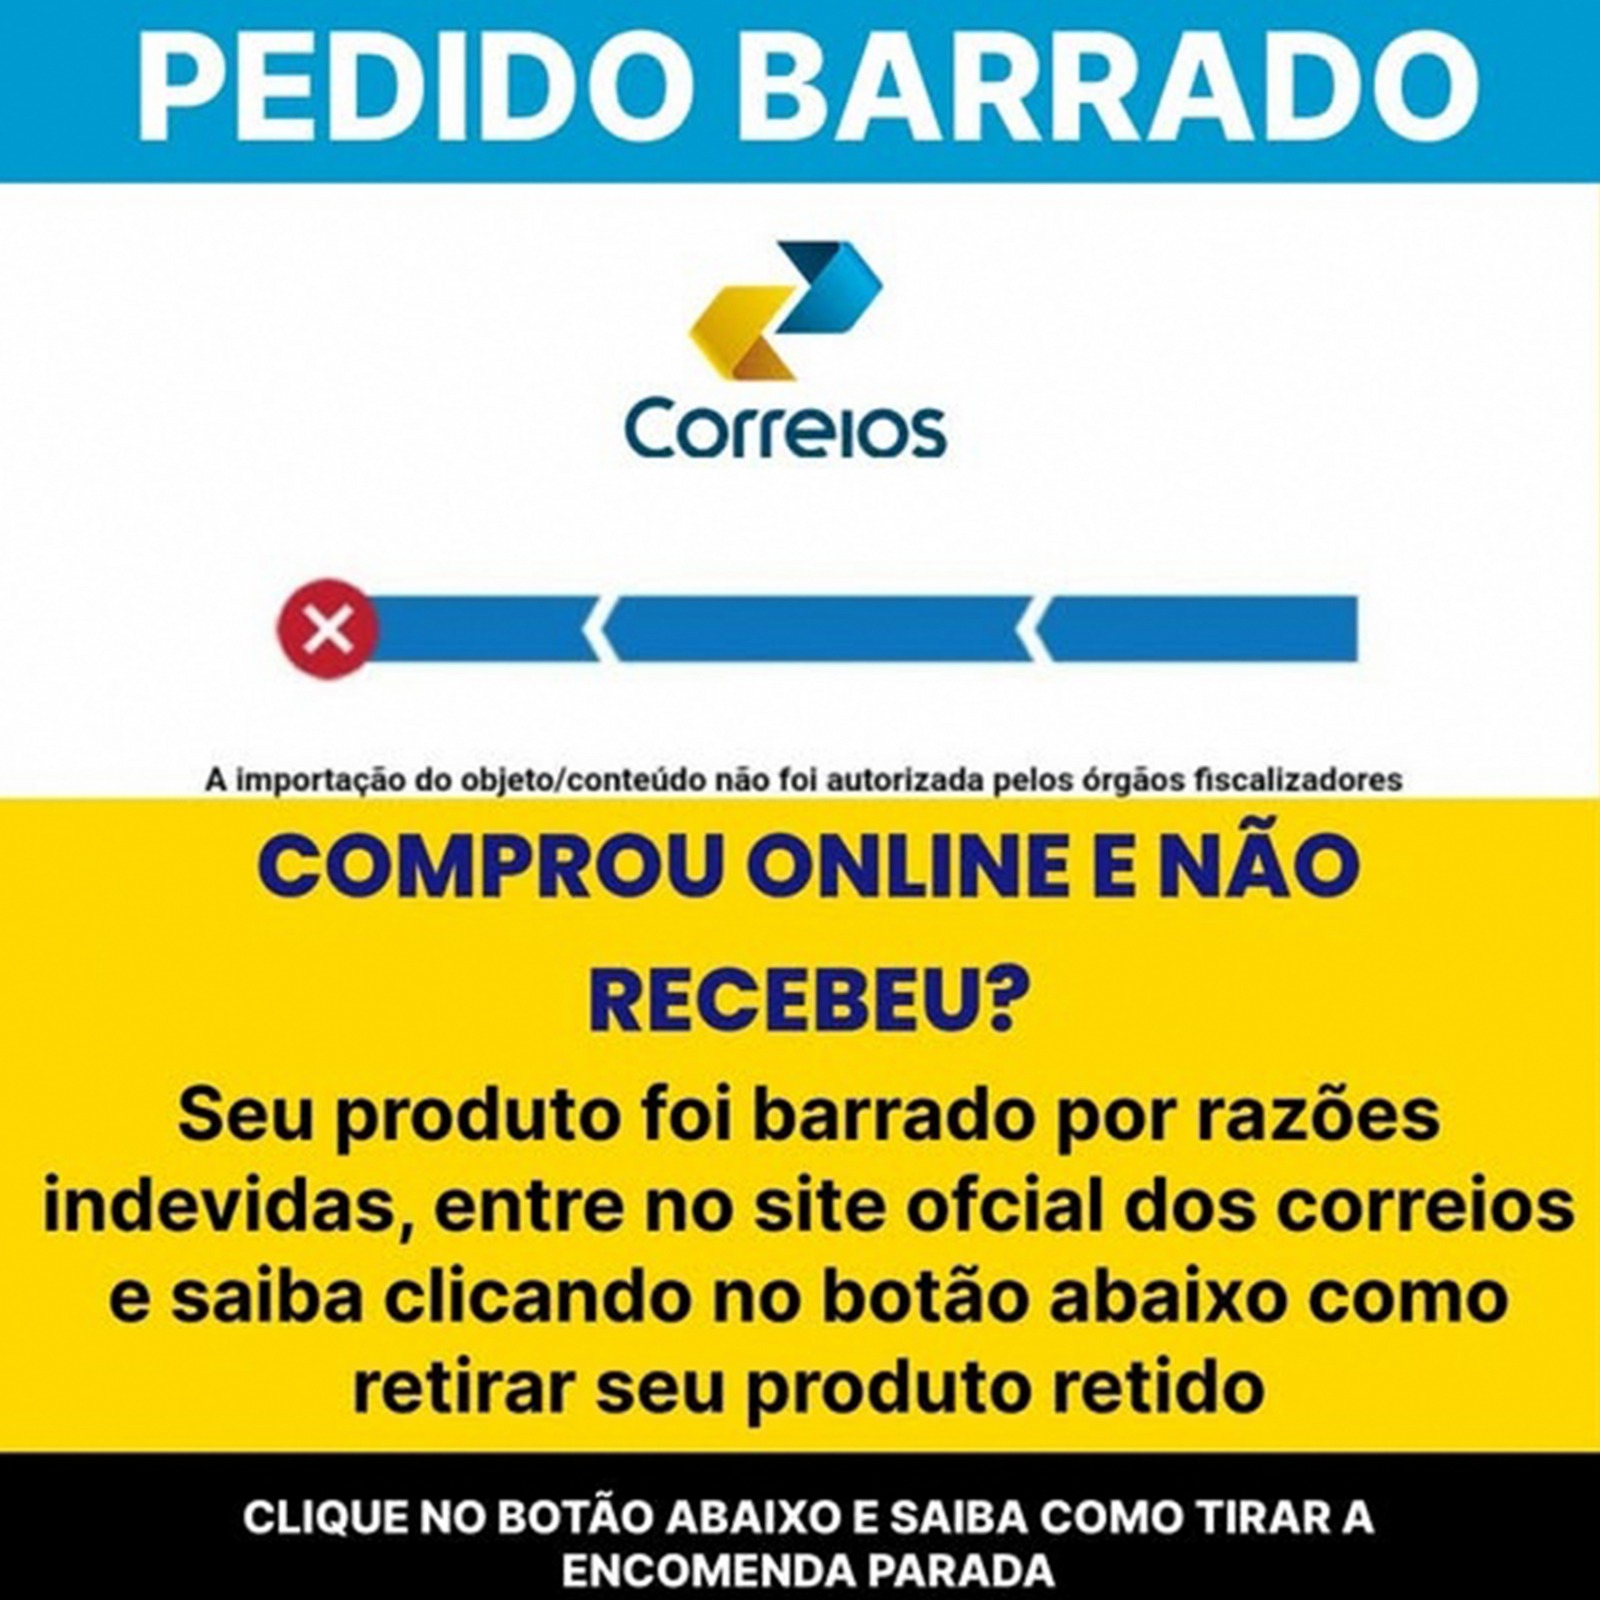 PEDIDO BARRADO
Correios
A importação do objeto/conteúdo não foi autorizada pelos órgãos fiscalizadores
COMPROU ONLINE E NÃO
RECEBEU?
Seu produto foi barrado por razões
indevidas, entre no site ofcial dos correios
e saiba clicando no botão abaixo como
retirar seu produto retido
CLIQUE NO BOTÃO ABAIXO E SAIBA COMO TIRAR A
ENCOMENDA PARADA